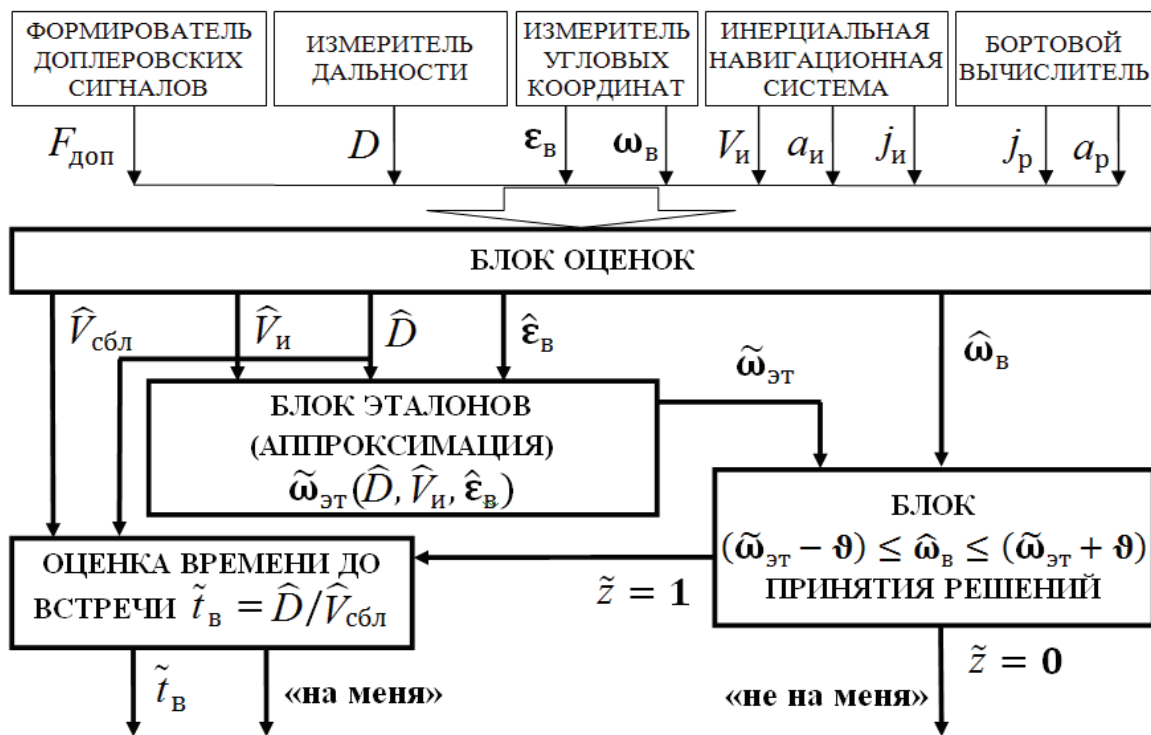 ФОРМИРОВАТЕЛЬ
ДОПЛЕРОВСКИХ
СИГНАЛОВ
ИЗМЕРИТЕЛЬ
ДАЛЬНОСТИ
ИЗМЕРИТЕЛЬ
УГЛОВЫХ
КООРДИНАТ
ИНЕРЦИАЛЬНАЯ
НАВИГАЦИОННАЯ
СИСТЕМА
БОРТОВОЙ
ВЫЧИСЛИТЕЛЬ
F_доп D ε_в ω_в V_и a_и j_и j_р a_р
БЛОК ОЦЕНОК
V̂_сбл V̂_и D̂ ε̂_в ω̂_в
ω̃_эт
БЛОК ЭТАЛОНОВ
(АППРОКСИМАЦИЯ)
ω̃_эт(D̂, V̂_и, ε̂_в)
БЛОК
(ω̃_эт − ϑ) ≤ ω̂_в ≤ (ω̃_эт + ϑ)
ПРИНЯТИЯ РЕШЕНИЙ
ОЦЕНКА ВРЕМЕНИ ДО
ВСТРЕЧИ t̃_в = D̂/V̂_сбл
z̃ = 1
z̃ = 0
t̃_в
«на меня»
«не на меня»